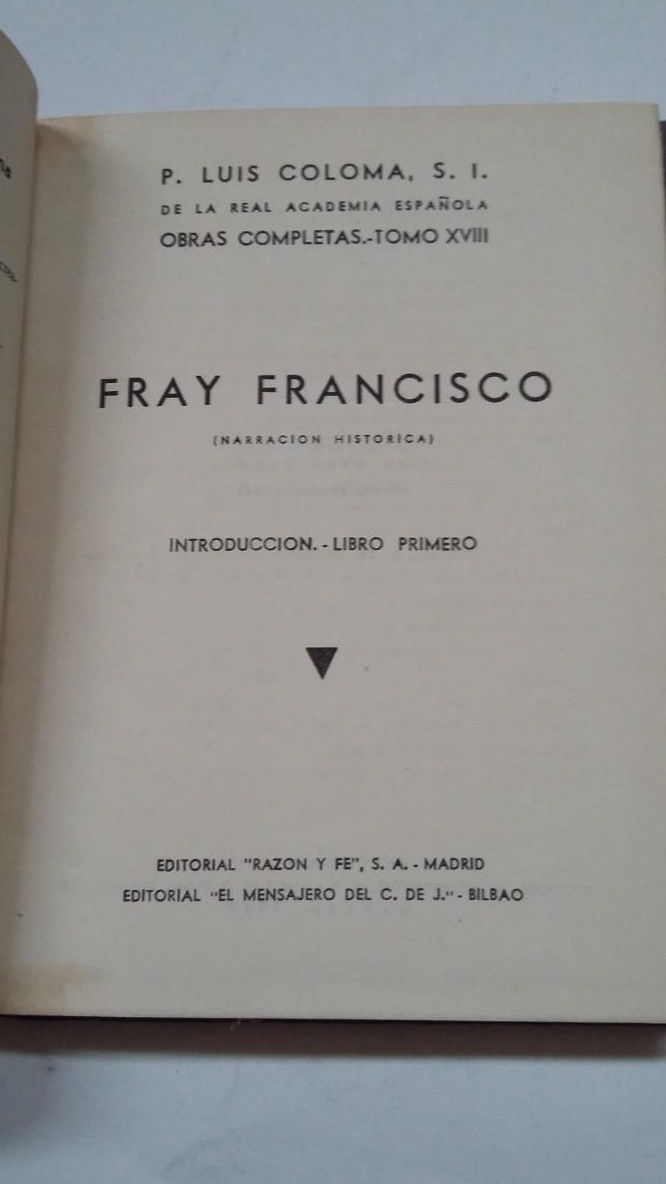 P. LUIS COLOMA, S. I.
DE LA REAL ACADEMIA ESPAÑOLA
OBRAS COMPLETAS.-TOMO XVIII
FRAY FRANCISCO
(NARRACION HISTORICA)
INTRODUCCION.-LIBRO PRIMERO
EDITORIAL "RAZON Y FE", S. A.-MADRID
EDITORIAL "EL MENSAJERO DEL C. DE J."-BILBAO